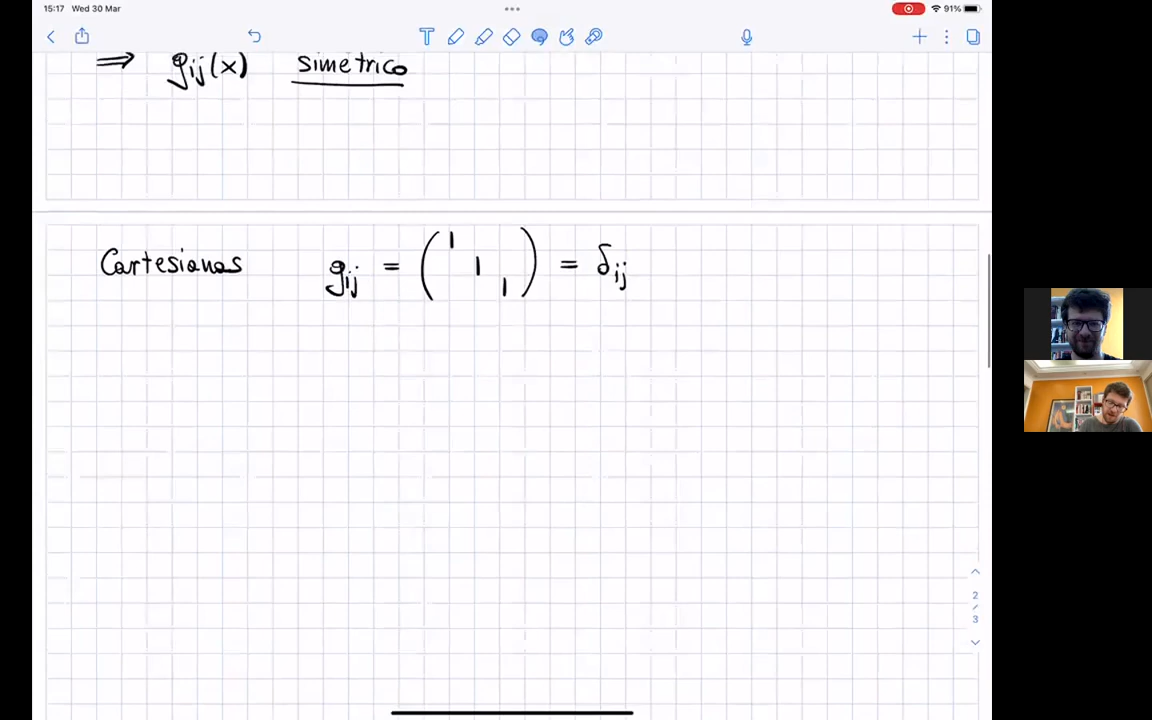 15:17 Wed 30 Mar
91%
⟹ gij(x) simetrico
Cartesianas gij = ( 1 1 1 ) = δij
2
/
3